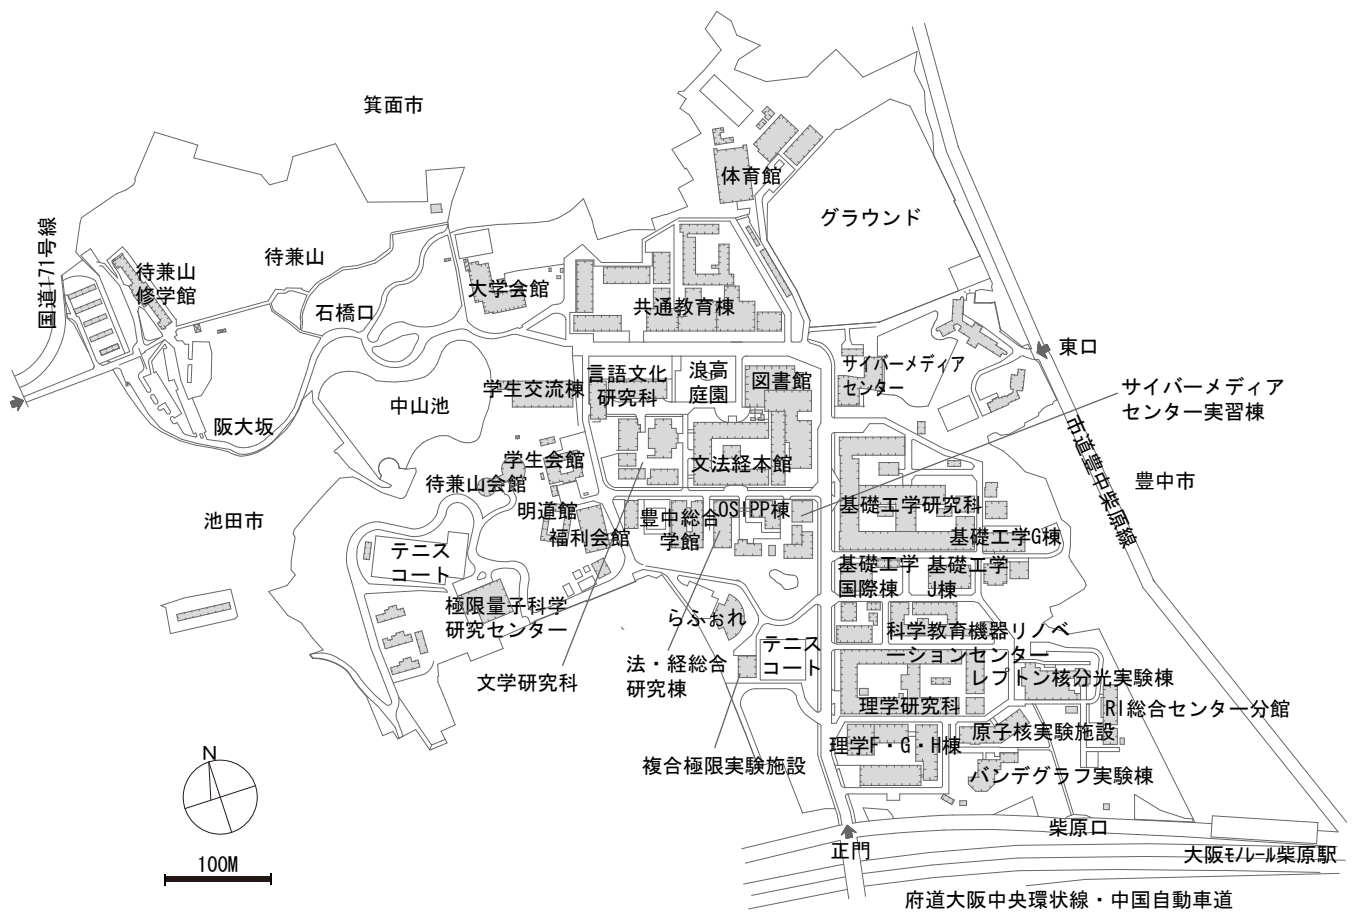 箕面市
体育館
グラウンド
国道171号線
待兼山
修学館
待兼山
石橋口
大学会館
共通教育棟
東口
サイバーメディア
センター
サイバーメディア
センター実習棟
学生交流棟
言語文化
研究科
浪高
庭園
図書館
中山池
阪大坂
文法経本館
学生会館
待兼山会館
市道豊中柴原線
豊中市
池田市
明道館
福利会館
豊中総合
学館
OSIPP棟
基礎工学研究科
基礎工学G棟
テニス
コート
基礎工学
国際棟
基礎工学
J棟
極限量子科学
研究センター
らふぉれ
科学教育機器リノベ
ーションセンター
テニス
コート
文学研究科
法・経総合
研究棟
レプトン核分光実験棟
理学研究科
RI総合センター分館
原子核実験施設
理学F・G・H棟
複合極限実験施設
バンデグラフ実験棟
N
100M
正門
柴原口
大阪ﾓﾉﾚｰﾙ柴原駅
府道大阪中央環状線・中国自動車道